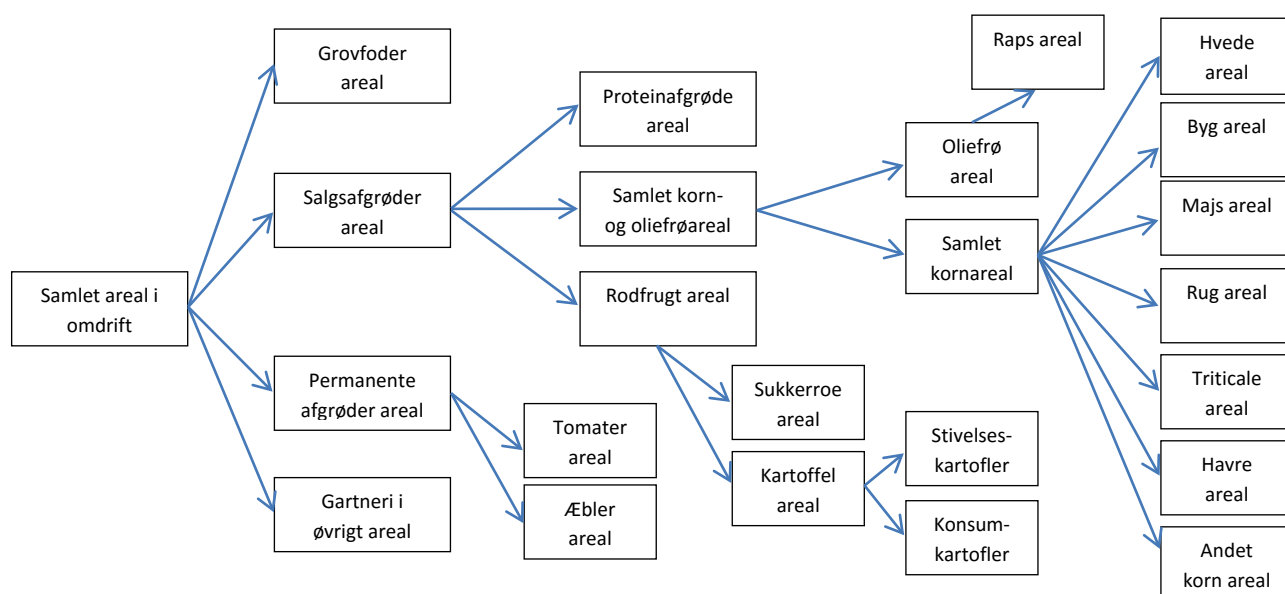 Grovfoder
areal
Salgsafgrøder
areal
Samlet areal i
omdrift
Permanente
afgrøder areal
Gartneri i
øvrigt areal
Proteinafgrøde
areal
Samlet korn-
og oliefrøareal
Rodfrugt areal
Tomater
areal
Æbler
areal
Sukkerroe
areal
Kartoffel
areal
Raps areal
Oliefrø
areal
Samlet
kornareal
Stivelses-
kartofler
Konsum-
kartofler
Hvede
areal
Byg areal
Majs areal
Rug areal
Triticale
areal
Havre
areal
Andet
korn areal